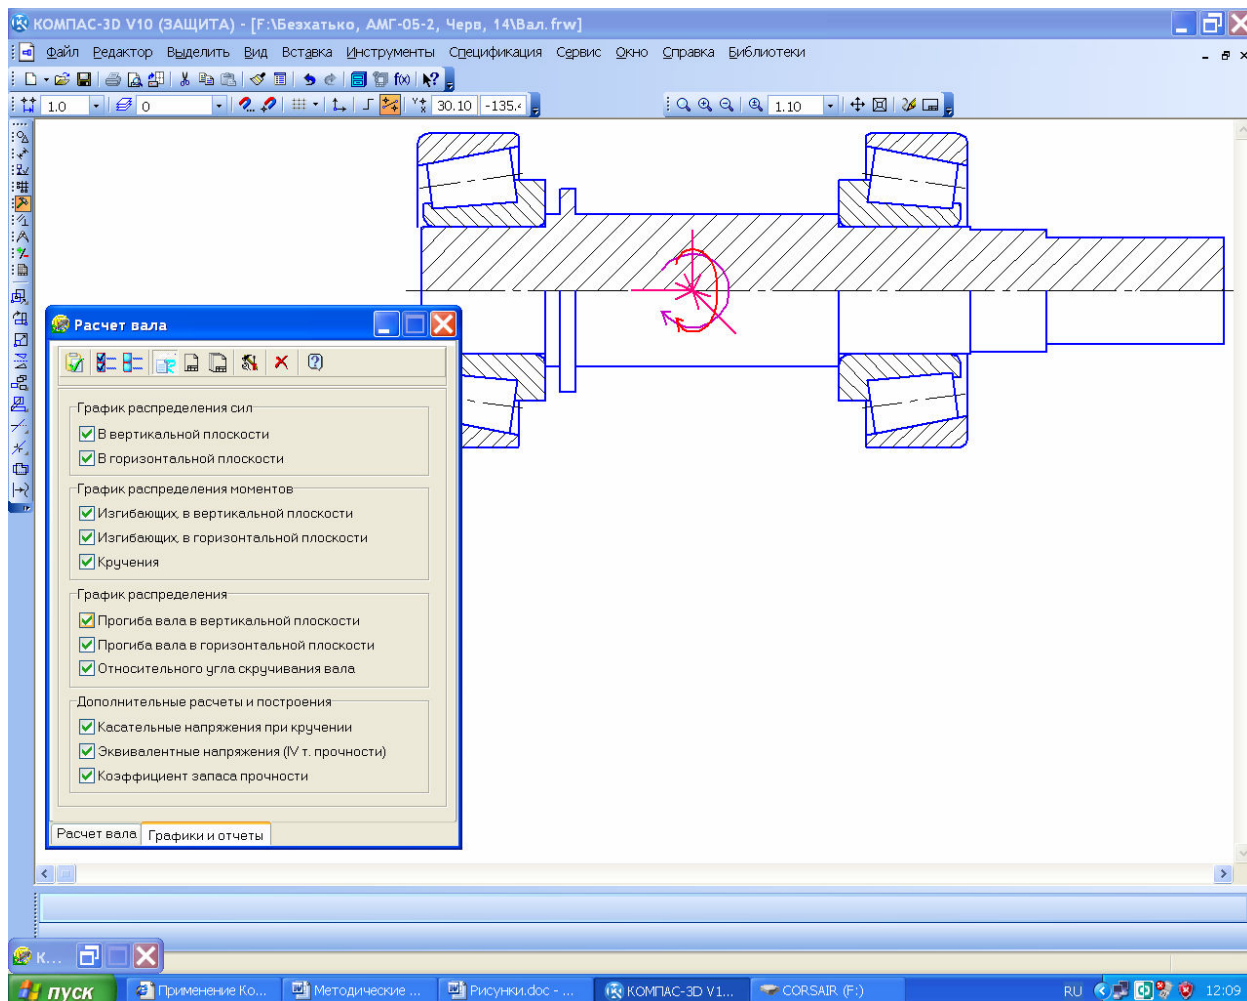 КОМПАС-3D V10 (ЗАЩИТА) - [F:\Безхатько, АМГ-05-2, Черв, 14\Вал.frw]
Файл Редактор Выделить Вид Вставка Инструменты Спецификация Сервис Окно Справка Библиотеки
f(x)
1.0 0 30.10 -135.4 1.10
Расчет вала
График распределения сил
В вертикальной плоскости
В горизонтальной плоскости
График распределения моментов
Изгибающих, в вертикальной плоскости
Изгибающих, в горизонтальной плоскости
Кручения
График распределения
Прогиба вала в вертикальной плоскости
Прогиба вала в горизонтальной плоскости
Относительного угла скручивания вала
Дополнительные расчеты и построения
Касательные напряжения при кручении
Эквивалентные напряжения (IV т. прочности)
Коэффициент запаса прочности
Расчет вала Графики и отчеты
К...
пуск Применение Ко... Методические ... Рисунки.doc - ... КОМПАС-3D V1... CORSAIR (F:) RU 12:09